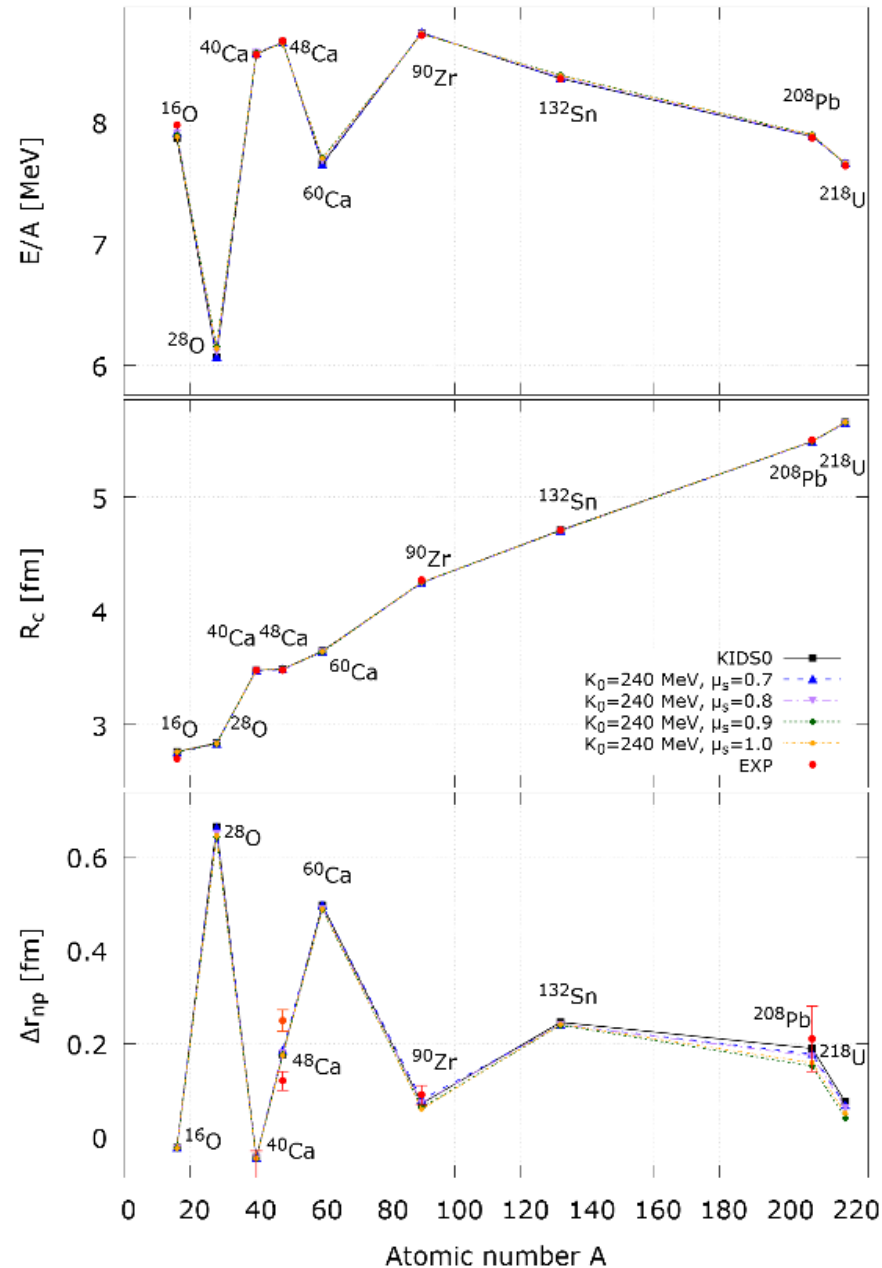 ⁴⁰Ca
⁴⁸Ca
⁹⁰Zr
²⁰⁸Pb
¹⁶O
¹³²Sn
8
⁶⁰Ca
²¹⁸U
E/A [MeV]
7
²⁸O
6
5
¹³²Sn
²⁰⁸Pb
²¹⁸U
⁹⁰Zr
R_c [fm]
4
⁴⁰Ca
⁴⁸Ca
⁶⁰Ca
KIDS0
K₀=240 MeV, μₛ=0.7
K₀=240 MeV, μₛ=0.8
K₀=240 MeV, μₛ=0.9
K₀=240 MeV, μₛ=1.0
EXP
3
¹⁶O
²⁸O
0.6
²⁸O
⁶⁰Ca
Δr_np [fm]
0.4
¹³²Sn
²⁰⁸Pb
0.2
⁴⁸Ca
⁹⁰Zr
²¹⁸U
0
¹⁶O
⁴⁰Ca
0 20 40 60 80 100 120 140 160 180 200 220
Atomic number A